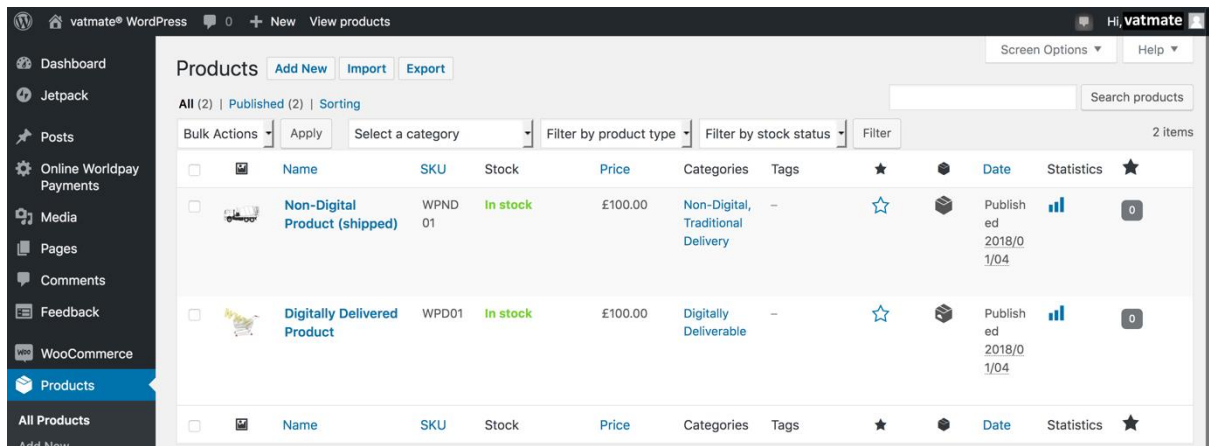 vatmate® WordPress 0 + New View products Hi, vatmate
Screen Options ▼ Help ▼
Dashboard
Jetpack
Posts
Online Worldpay
Payments
Media
Pages
Comments
Feedback
WooCommerce
Products
All Products
Add New
Products Add New Import Export
All (2) | Published (2) | Sorting
Search products
Bulk Actions Apply Select a category Filter by product type Filter by stock status Filter 2 items
Name SKU Stock Price Categories Tags Date Statistics
Non-Digital WPND In stock £100.00 Non-Digital, – Publish 0
Product (shipped) 01 Traditional ed
Delivery 2018/0
1/04
Digitally Delivered WPD01 In stock £100.00 Digitally – Publish 0
Product Deliverable ed
2018/0
1/04
Name SKU Stock Price Categories Tags Date Statistics